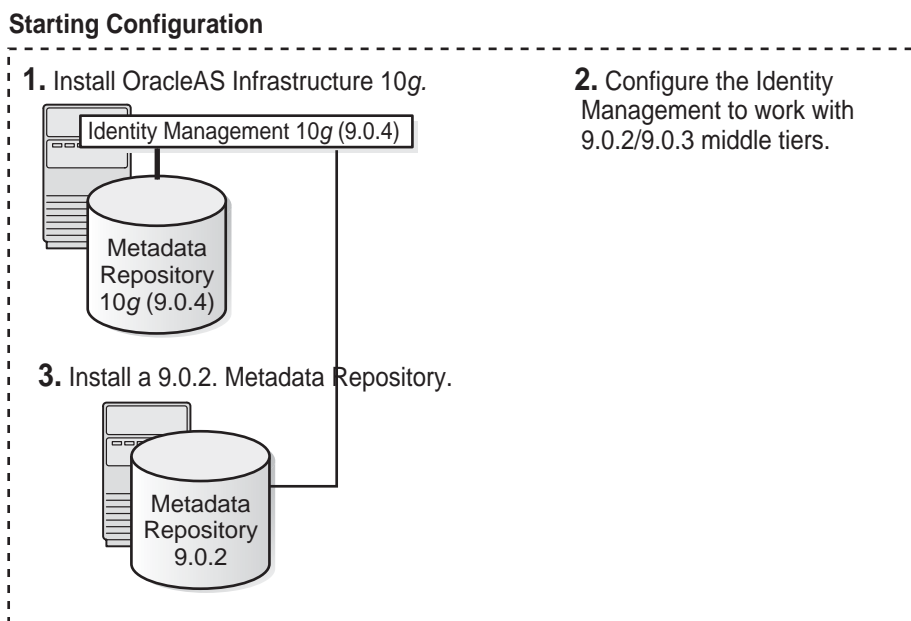 Starting Configuration
1. Install OracleAS Infrastructure 10g.
Identity Management 10g (9.0.4)
Metadata
Repository
10g (9.0.4)
2. Configure the Identity
Management to work with
9.0.2/9.0.3 middle tiers.
3. Install a 9.0.2. Metadata Repository.
Metadata
Repository
9.0.2